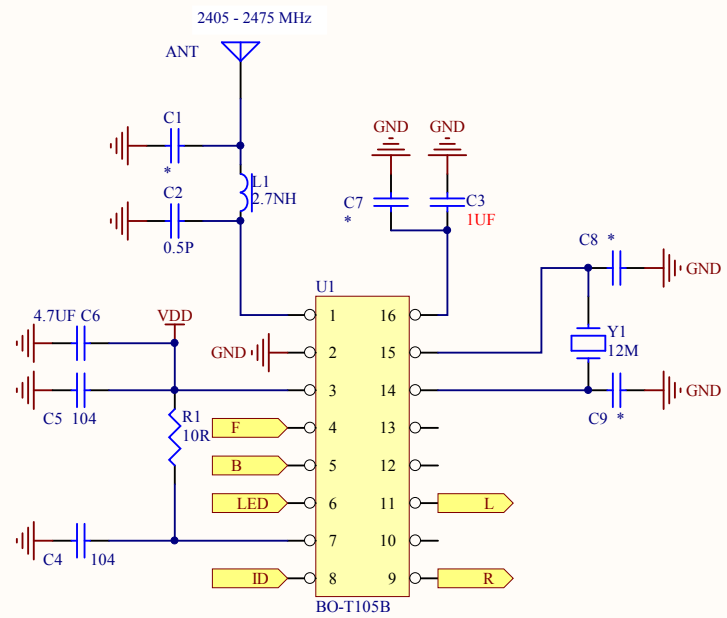 2405 - 2475 MHz
ANT
C1
*
L1
2.7NH
C2
0.5P
GND
GND
C7
*
C3
1UF
C8 *
GND
Y1
12M
GND
C9 *
U1
4.7UF C6
VDD
GND
C5 104
R1
10R
F
B
LED
C4 104
ID
1
2
3
4
5
6
7
8
16
15
14
13
12
11
10
9
L
R
BO-T105B